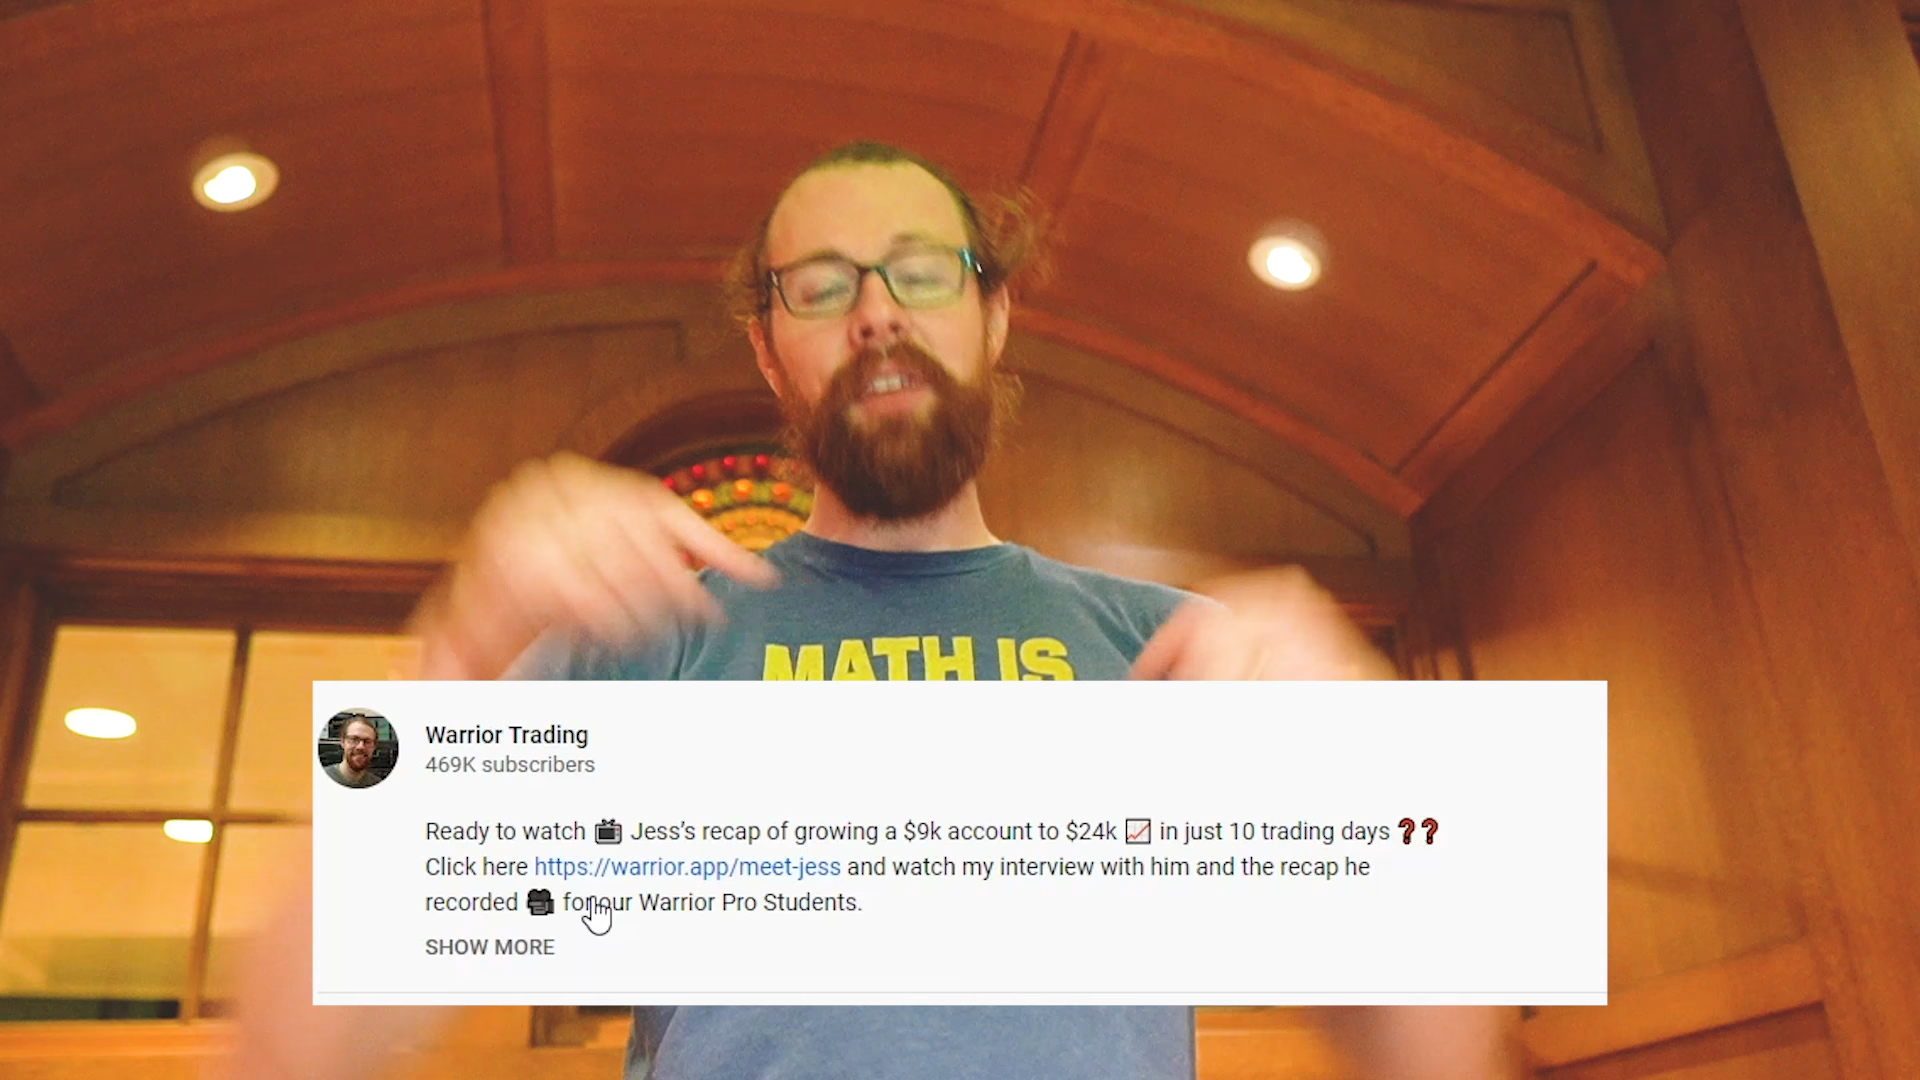 MATH IS
Warrior Trading
469K subscribers
Ready to watch 📺 Jess's recap of growing a $9k account to $24k 📈 in just 10 trading days ❓❓
Click here https://warrior.app/meet-jess and watch my interview with him and the recap he
recorded 🎥 for our Warrior Pro Students.
SHOW MORE